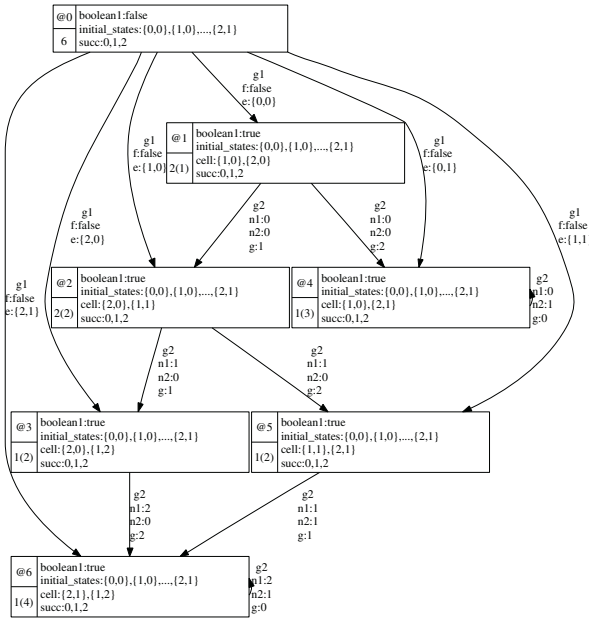 @0
6
boolean1:false
initial_states:{0,0},{1,0},...,{2,1}
succ:0,1,2
g1
f:false
e:{0,0}
@1
2(1)
boolean1:true
initial_states:{0,0},{1,0},...,{2,1}
cell:{1,0},{2,0}
succ:0,1,2
g1
f:false
e:{1,0}
g1
f:false
e:{0,1}
g1
f:false
e:{2,0}
g2
n1:0
n2:0
g:1
g2
n1:0
n2:0
g:2
g1
f:false
e:{1,1
g1
f:false
e:{2,1}
@2
2(2)
boolean1:true
initial_states:{0,0},{1,0},...,{2,1}
cell:{2,0},{1,1}
succ:0,1,2
@4
1(3)
boolean1:true
initial_states:{0,0},{1,0},...,{2,1}
cell:{1,0},{2,1}
succ:0,1,2
g2
n1:0
n2:1
g:0
g2
n1:1
n2:0
g:1
g2
n1:1
n2:0
g:2
@3
1(2)
boolean1:true
initial_states:{0,0},{1,0},...,{2,1}
cell:{2,0},{1,2}
succ:0,1,2
@5
1(2)
boolean1:true
initial_states:{0,0},{1,0},...,{2,1}
cell:{1,1},{2,1}
succ:0,1,2
g2
n1:2
n2:0
g:2
g2
n1:1
n2:1
g:1
@6
1(4)
boolean1:true
initial_states:{0,0},{1,0},...,{2,1}
cell:{2,1},{1,2}
succ:0,1,2
g2
n1:2
n2:1
g:0